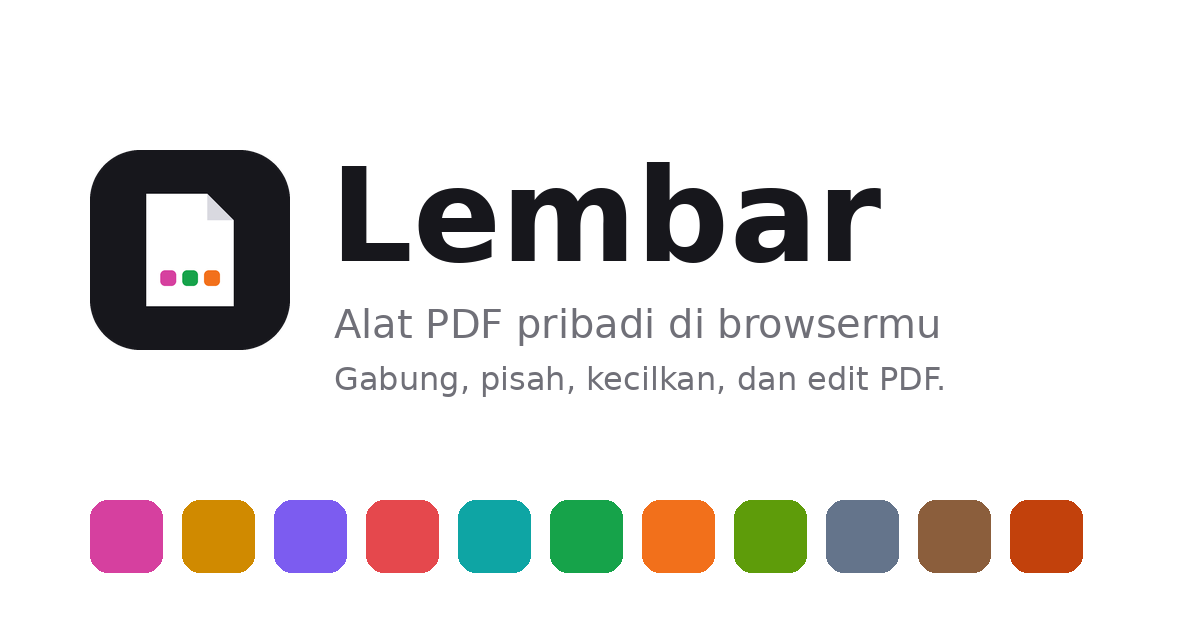 Lembar
Alat PDF pribadi di browsermu
Gabung, pisah, kecilkan, dan edit PDF.